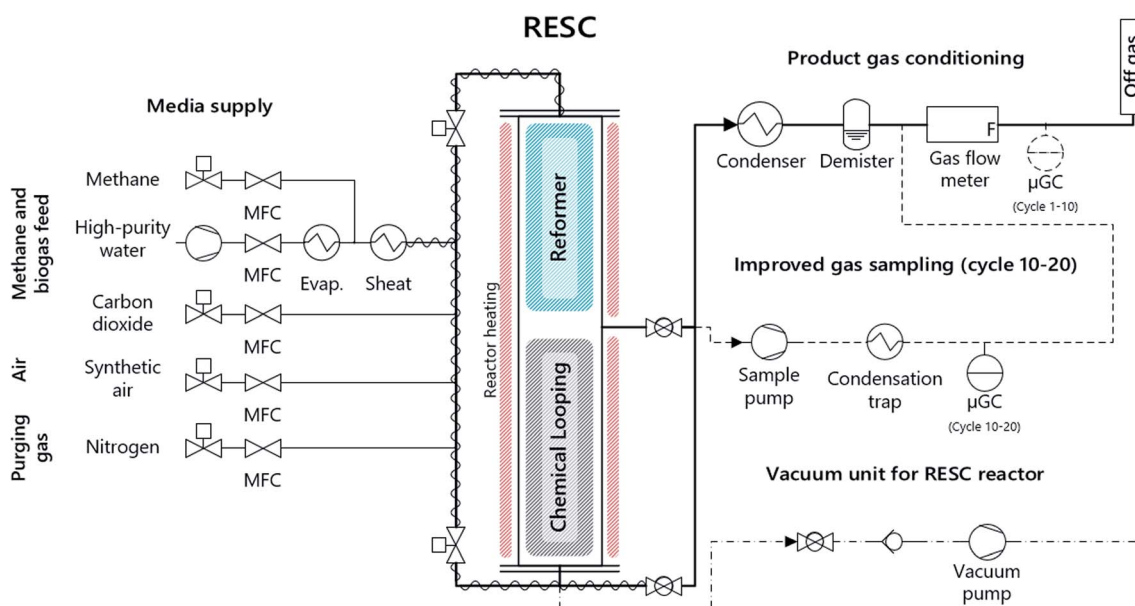 RESC
Media supply
Methane and
biogas feed
Air
Purging
gas
Methane
MFC
High-purity
water
MFC
Evap.
Sheat
Carbon
dioxide
MFC
Synthetic
air
MFC
Nitrogen
MFC
Reactor heating
Reformer
Chemical Looping
Product gas conditioning
Off gas
Condenser
Demister
F
Gas flow
meter
µGC
(Cycle 1-10)
Improved gas sampling (cycle 10-20)
Sample
pump
Condensation
trap
µGC
(Cycle 10-20)
Vacuum unit for RESC reactor
Vacuum
pump